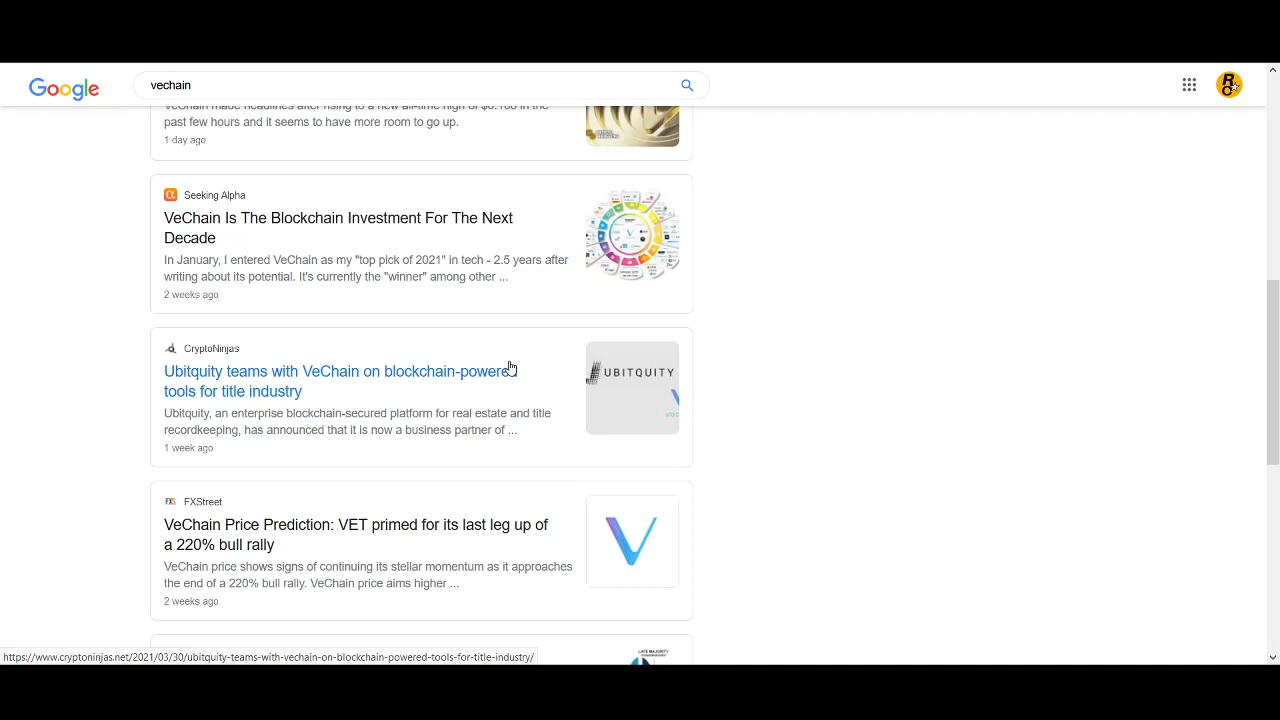 Google
vechain
VeChain made headlines after rising to a new all-time high of $0.100 in the
past few hours and it seems to have more room to go up.
1 day ago
Seeking Alpha
VeChain Is The Blockchain Investment For The Next
Decade
In January, I entered VeChain as my "top pick of 2021" in tech - 2.5 years after
writing about its potential. It's currently the "winner" among other ...
2 weeks ago
CryptoNinjas
Ubitquity teams with VeChain on blockchain-powered
tools for title industry
Ubitquity, an enterprise blockchain-secured platform for real estate and title
recordkeeping, has announced that it is now a business partner of ...
1 week ago
UBITQUITY
FXS FXStreet
VeChain Price Prediction: VET primed for its last leg up of
a 220% bull rally
VeChain price shows signs of continuing its stellar momentum as it approaches
the end of a 220% bull rally. VeChain price aims higher ...
2 weeks ago
LATE MAJORITY
https://www.cryptoninjas.net/2021/03/30/ubitquity-teams-with-vechain-on-blockchain-powered-tools-for-title-industry/